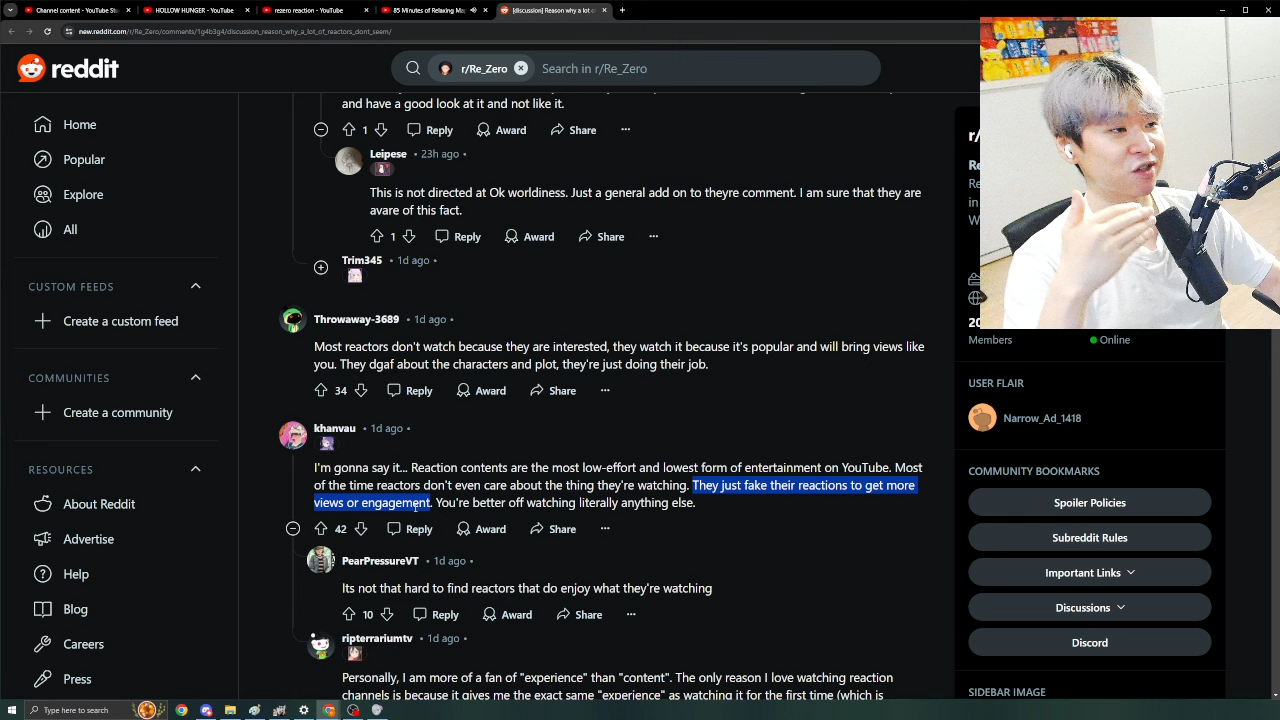 Channel content - YouTube Stu
HOLLOW HUNGER - YouTube
rezero reaction - YouTube
85 Minutes of Relaxing Mo
[discussion] Reason why a lot o
new.reddit.com/r/Re_Zero/comments/1g4b3g4/discussion_reason_why_a_lot_of_reactors_dont_seem/
reddit
r/Re_Zero
Search in r/Re_Zero
Home
Popular
Explore
All
CUSTOM FEEDS
Create a custom feed
COMMUNITIES
Create a community
RESOURCES
About Reddit
Advertise
Help
Blog
Careers
Press
and have a good look at it and not like it.
1 Reply Award Share
Leipese • 23h ago •
This is not directed at Ok worldiness. Just a general add on to theyre comment. I am sure that they are
avare of this fact.
1 Reply Award Share
Trim345 • 1d ago •
Throwaway-3689 • 1d ago •
Most reactors don't watch because they are interested, they watch it because it's popular and will bring views like
you. They dgaf about the characters and plot, they're just doing their job.
34 Reply Award Share
khanvau • 1d ago •
I'm gonna say it... Reaction contents are the most low-effort and lowest form of entertainment on YouTube. Most
of the time reactors don't even care about the thing they're watching. They just fake their reactions to get more
views or engagement. You're better off watching literally anything else.
42 Reply Award Share
PearPressureVT • 1d ago •
Its not that hard to find reactors that do enjoy what they're watching
10 Reply Award Share
ripterrariumtv • 1d ago •
Personally, I am more of a fan of "experience" than "content". The only reason I love watching reaction
channels is because it gives me the exact same "experience" as watching it for the first time (which is
r/
Re
Re
in
W
20
Members
Online
USER FLAIR
Narrow_Ad_1418
COMMUNITY BOOKMARKS
Spoiler Policies
Subreddit Rules
Important Links
Discussions
Discord
SIDEBAR IMAGE
Type here to search